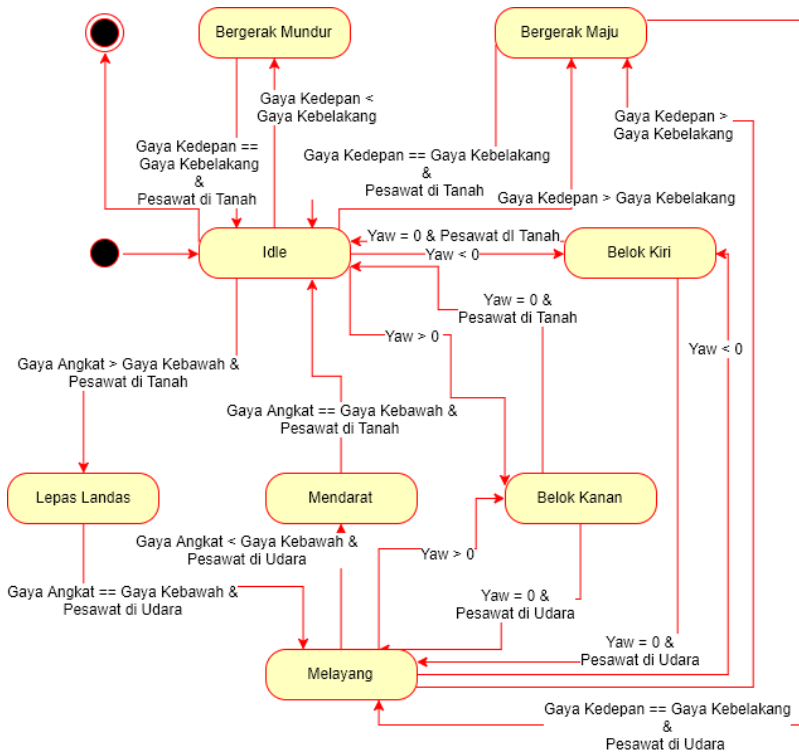 Bergerak Mundur
Bergerak Maju
Gaya Kedepan <
Gaya Kebelakang
Gaya Kedepan >
Gaya Kebelakang
Gaya Kedepan ==
Gaya Kebelakang
&
Pesawat di Tanah
Gaya Kedepan == Gaya Kebelakang
&
Pesawat di Tanah
Gaya Kedepan > Gaya Kebelakang
Yaw = 0 & Pesawat dI Tanah
Idle
Yaw < 0
Belok Kiri
Yaw = 0 &
Pesawat di Tanah
Yaw > 0
Yaw < 0
Gaya Angkat > Gaya Kebawah &
Pesawat di Tanah
Gaya Angkat == Gaya Kebawah &
Pesawat di Tanah
Lepas Landas
Mendarat
Belok Kanan
Gaya Angkat < Gaya Kebawah &
Pesawat di Udara
Yaw > 0
Gaya Angkat == Gaya Kebawah &
Pesawat di Udara
Yaw = 0 &
Pesawat di Udara
Yaw = 0 &
Pesawat di Udara
Melayang
Gaya Kedepan == Gaya Kebelakang
&
Pesawat di Udara